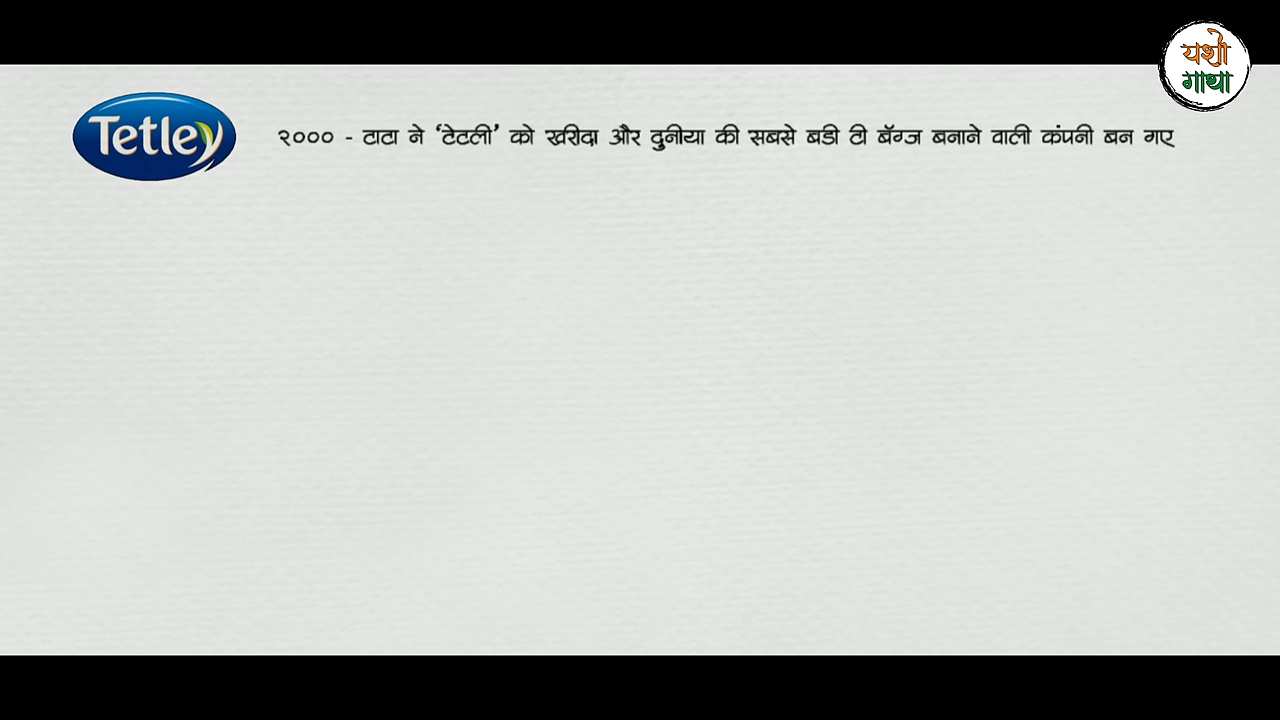 यशो
गाथा
Tetley
२००० - टाटा ने ‘टेटली’ को खरीदा और दुनीया की सबसे बडी टी बॅग्ज बनाने वाली कंपनी बन गए